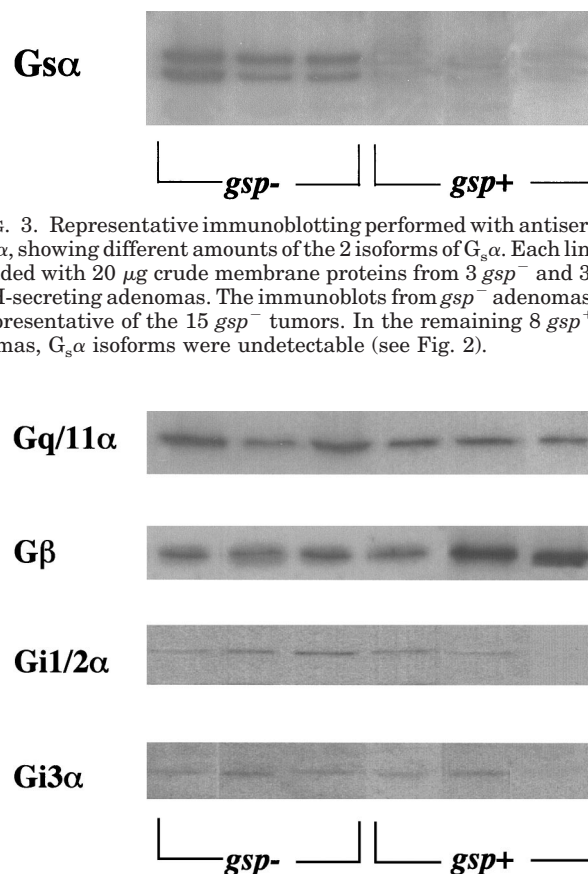 Gsα
gsp- gsp+
. 3. Representative immunoblotting performed with antiser
α, showing different amounts of the 2 isoforms of Gsα. Each lin
ded with 20 μg crude membrane proteins from 3 gsp⁻ and 3
-secreting adenomas. The immunoblots from gsp⁻ adenomas
presentative of the 15 gsp⁻ tumors. In the remaining 8 gsp⁺
mas, Gsα isoforms were undetectable (see Fig. 2).
Gq/11α
Gβ
Gi1/2α
Gi3α
gsp- gsp+